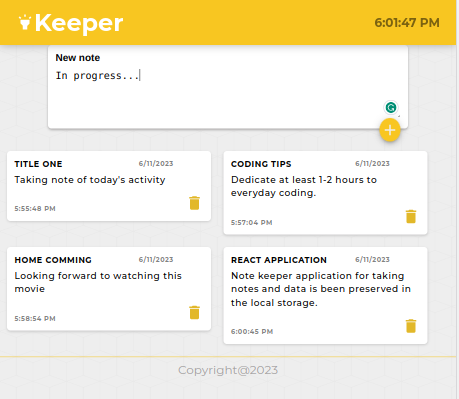 Keeper
6:01:47 PM
New note
In progress...
TITLE ONE 6/11/2023
Taking note of today's activity
5:55:48 PM
CODING TIPS 6/11/2023
Dedicate at least 1-2 hours to
everyday coding.
5:57:04 PM
HOME COMMING 6/11/2023
Looking forward to watching this
movie
5:58:54 PM
REACT APPLICATION 6/11/2023
Note keeper application for taking
notes and data is been preserved in
the local storage.
6:00:45 PM
Copyright@2023